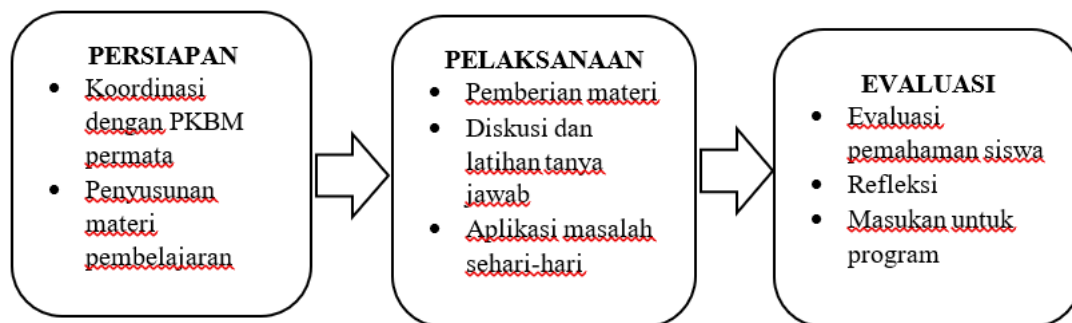 PERSIAPAN
• Koordinasi
dengan PKBM
permata
• Penyusunan
materi
pembelajaran
PELAKSANAAN
• Pemberian materi
• Diskusi dan
latihan tanya
jawab
• Aplikasi masalah
sehari-hari
EVALUASI
• Evaluasi
pemahaman siswa
• Refleksi
• Masukan untuk
program